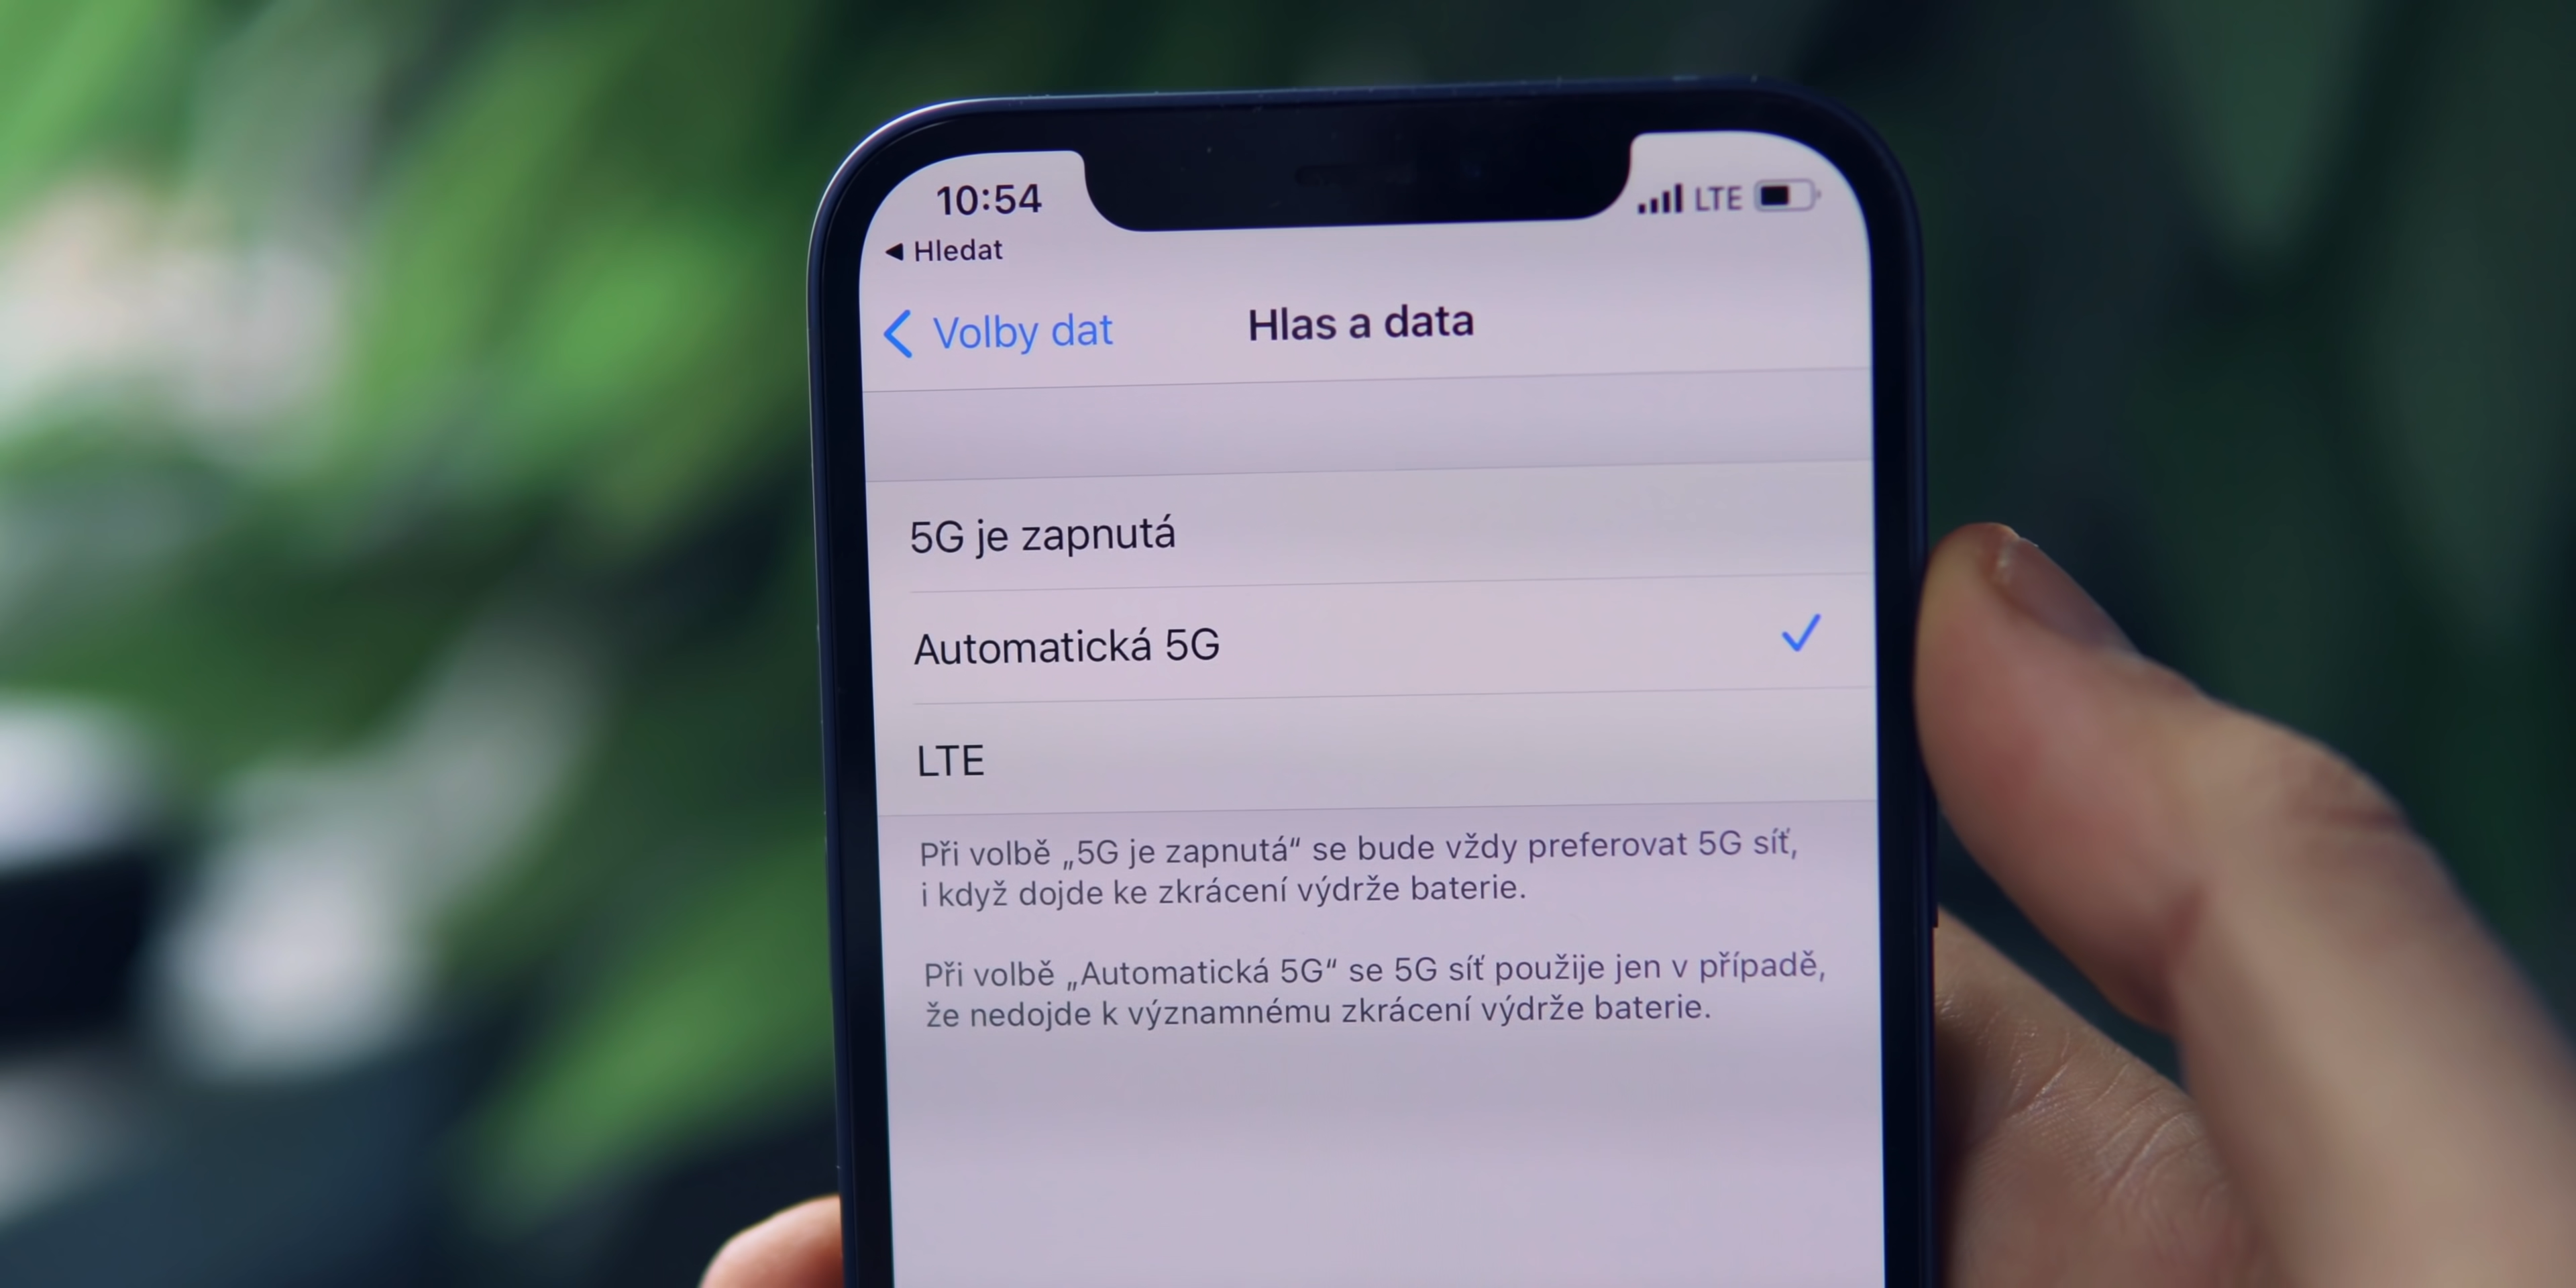 10:54
LTE
◀ Hledat
Volby dat
Hlas a data
5G je zapnutá
Automatická 5G
LTE
Při volbě „5G je zapnutá“ se bude vždy preferovat 5G síť,
i když dojde ke zkrácení výdrže baterie.
Při volbě „Automatická 5G“ se 5G síť použije jen v případě,
že nedojde k významnému zkrácení výdrže baterie.